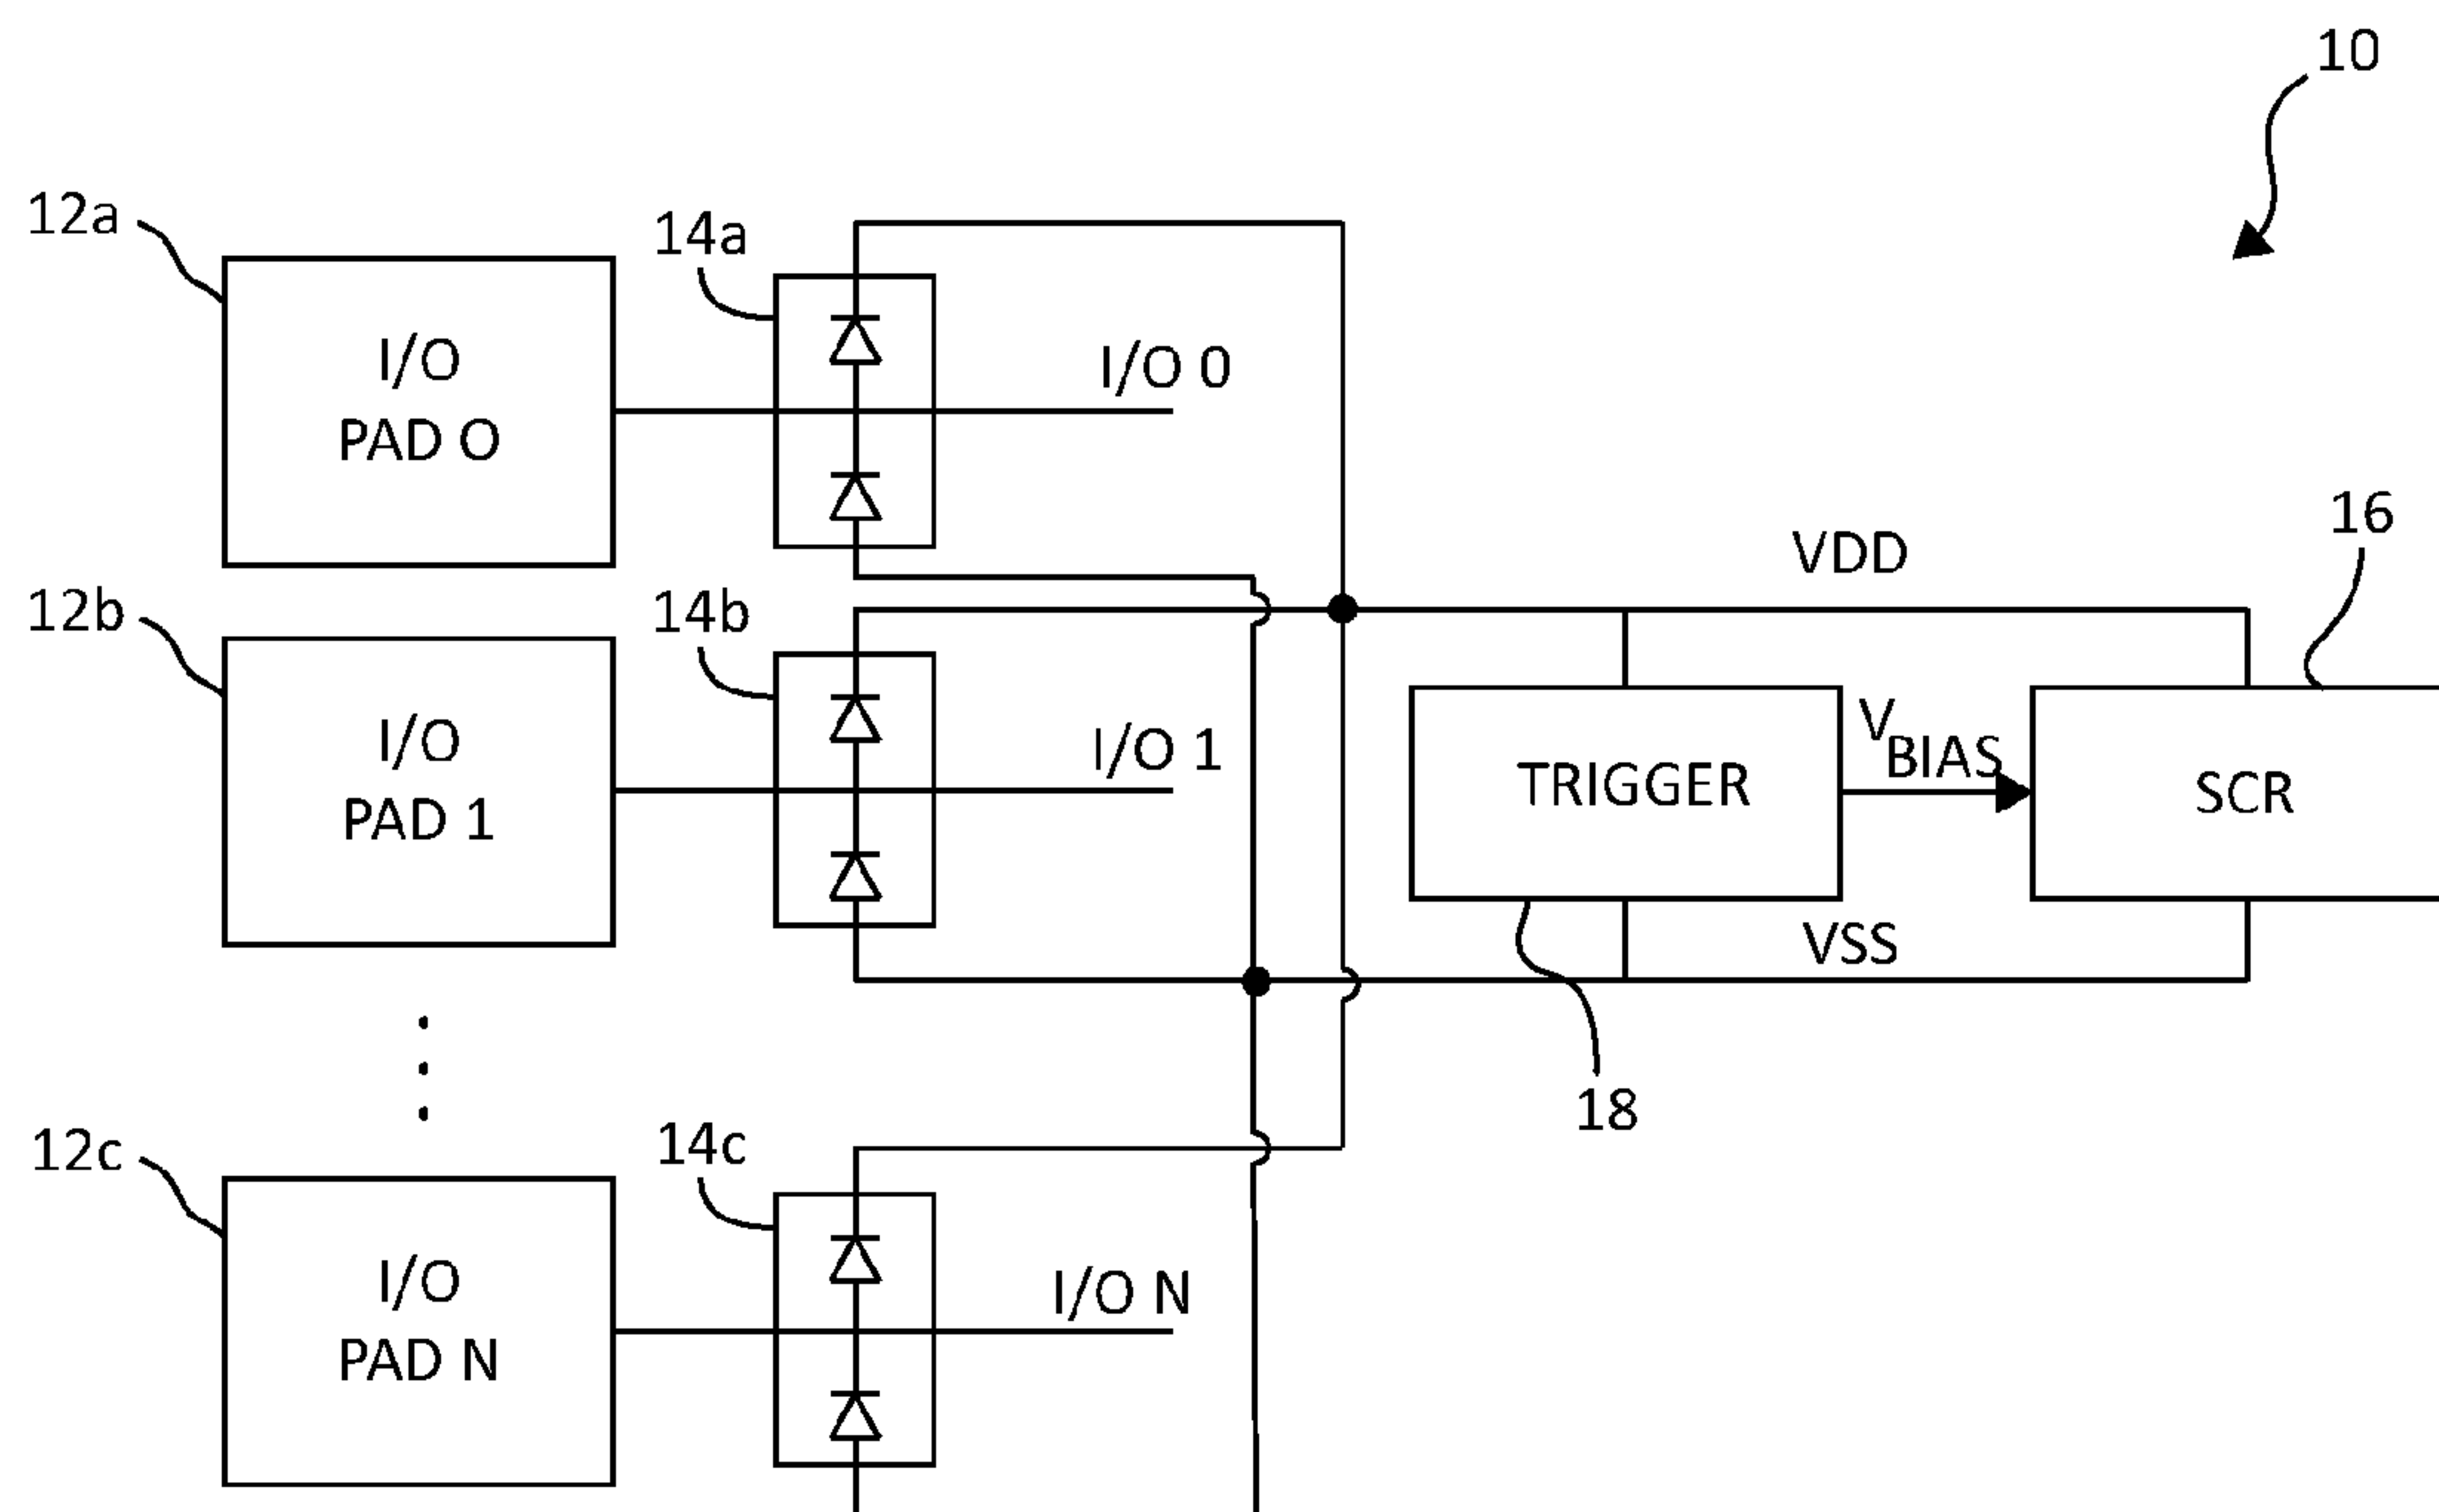 10
12a
14a
I/O
PAD O
I/O 0
16
VDD
12b
14b
I/O
PAD 1
I/O 1
TRIGGER
V
BIAS
SCR
VSS
18
12c
14c
I/O
PAD N
I/O N